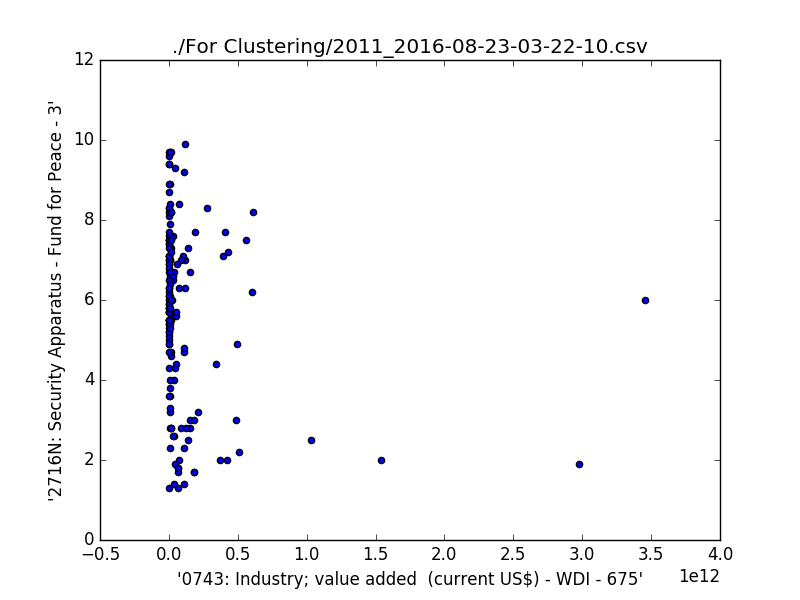 ./For Clustering/2011_2016-08-23-03-22-10.csv
12
10
8
6
4
2
0
'2716N: Security Apparatus - Fund for Peace - 3'
−0.5 0.0 0.5 1.0 1.5 2.0 2.5 3.0 3.5 4.0
1e12
'0743: Industry; value added  (current US$) - WDI - 675'